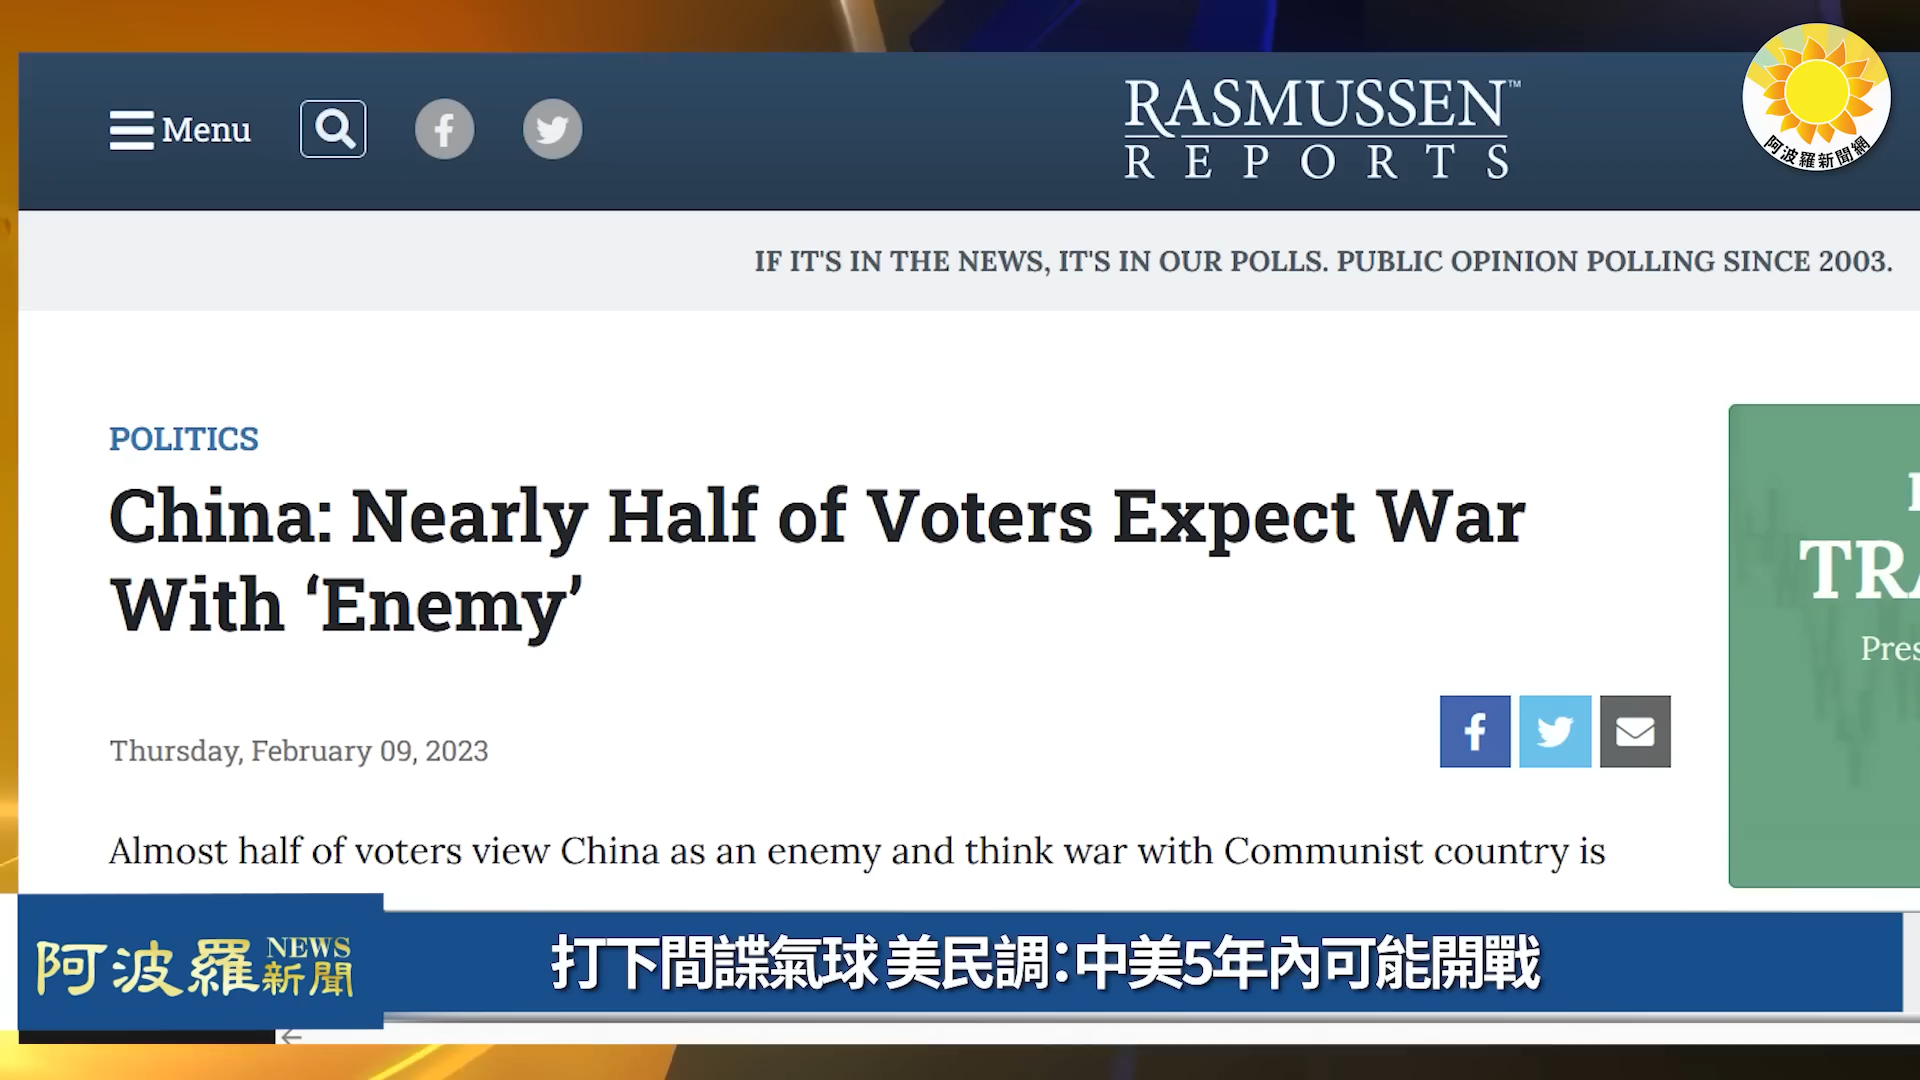 Menu
RASMUSSEN™
REPORTS
阿波羅新聞網
IF IT'S IN THE NEWS, IT'S IN OUR POLLS. PUBLIC OPINION POLLING SINCE 2003.
POLITICS
China: Nearly Half of Voters Expect War
With ‘Enemy’
Thursday, February 09, 2023
Almost half of voters view China as an enemy and think war with Communist country is
阿波羅 NEWS 新聞
打下間諜氣球 美民調：中美5年內可能開戰